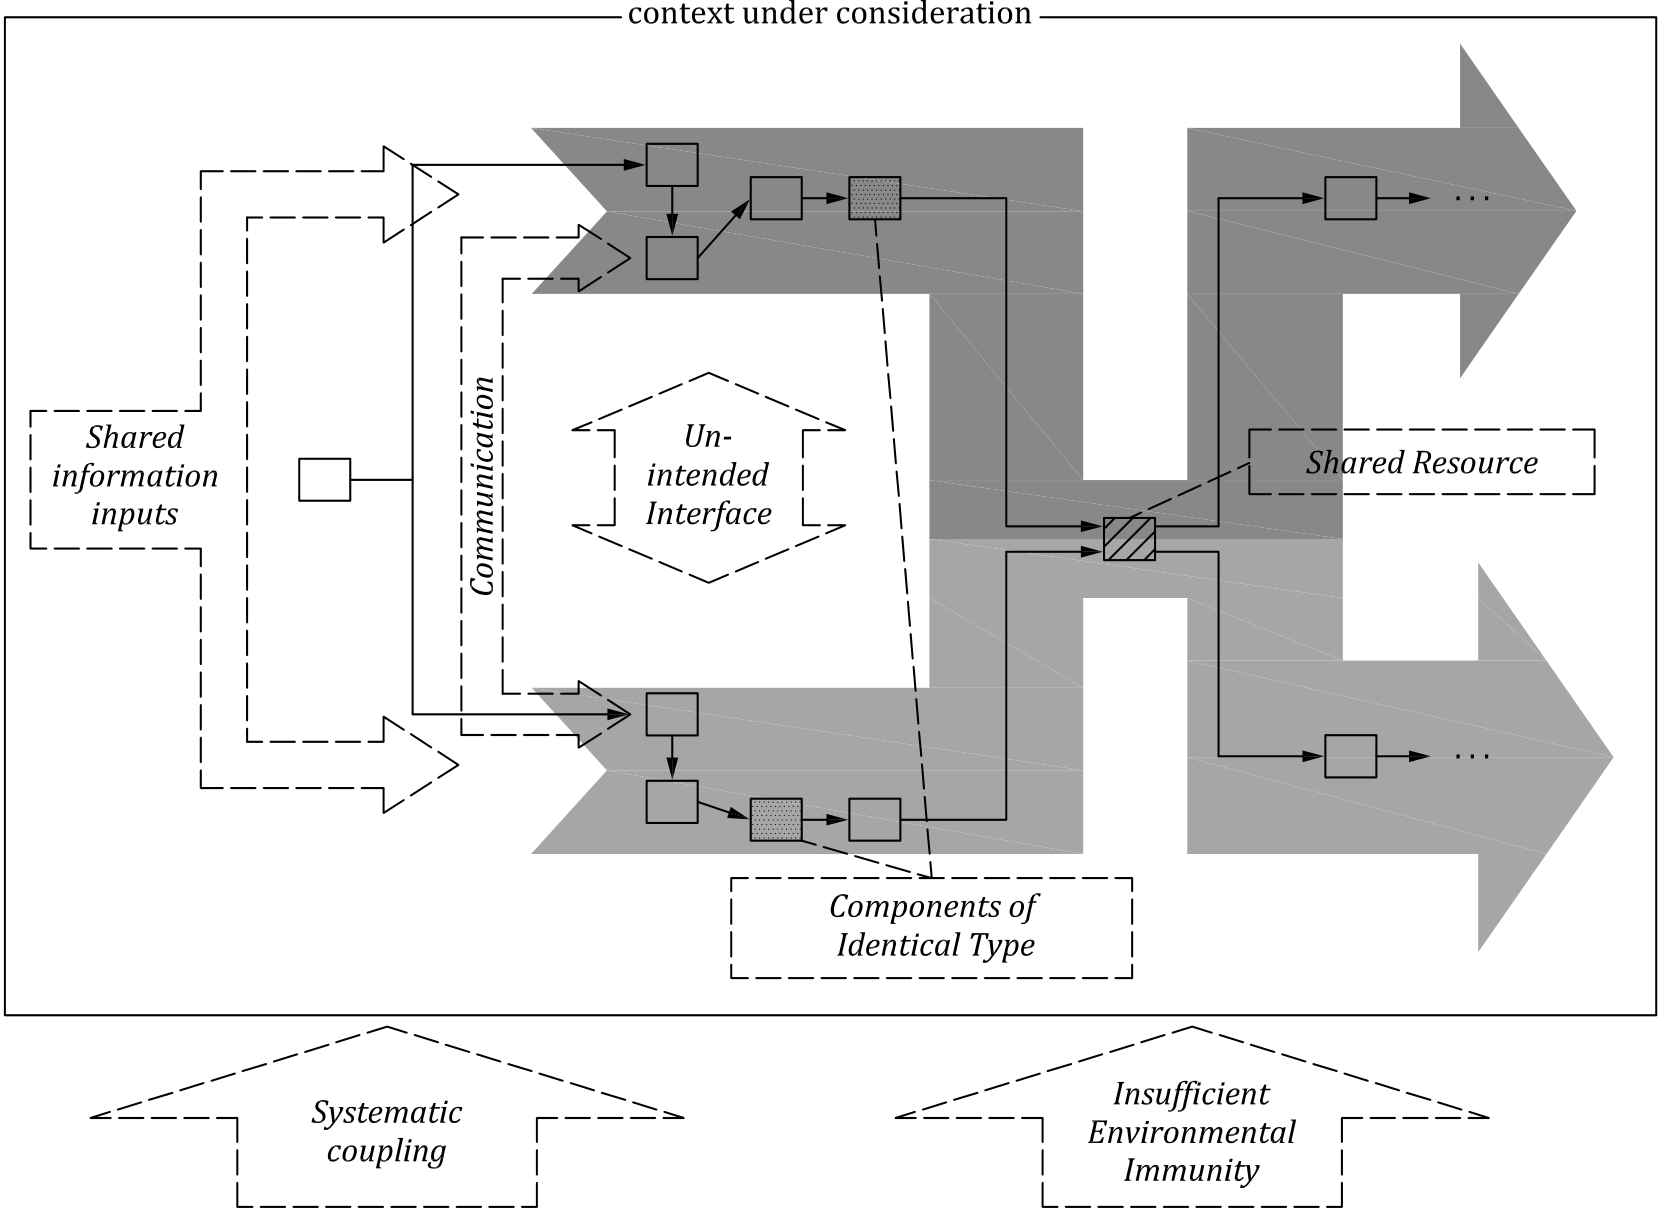 context under consideration
Shared
information
inputs
Communication
Un-
intended
Interface
Shared Resource
...
...
Components of
Identical Type
Systematic
coupling
Insufficient
Environmental
Immunity